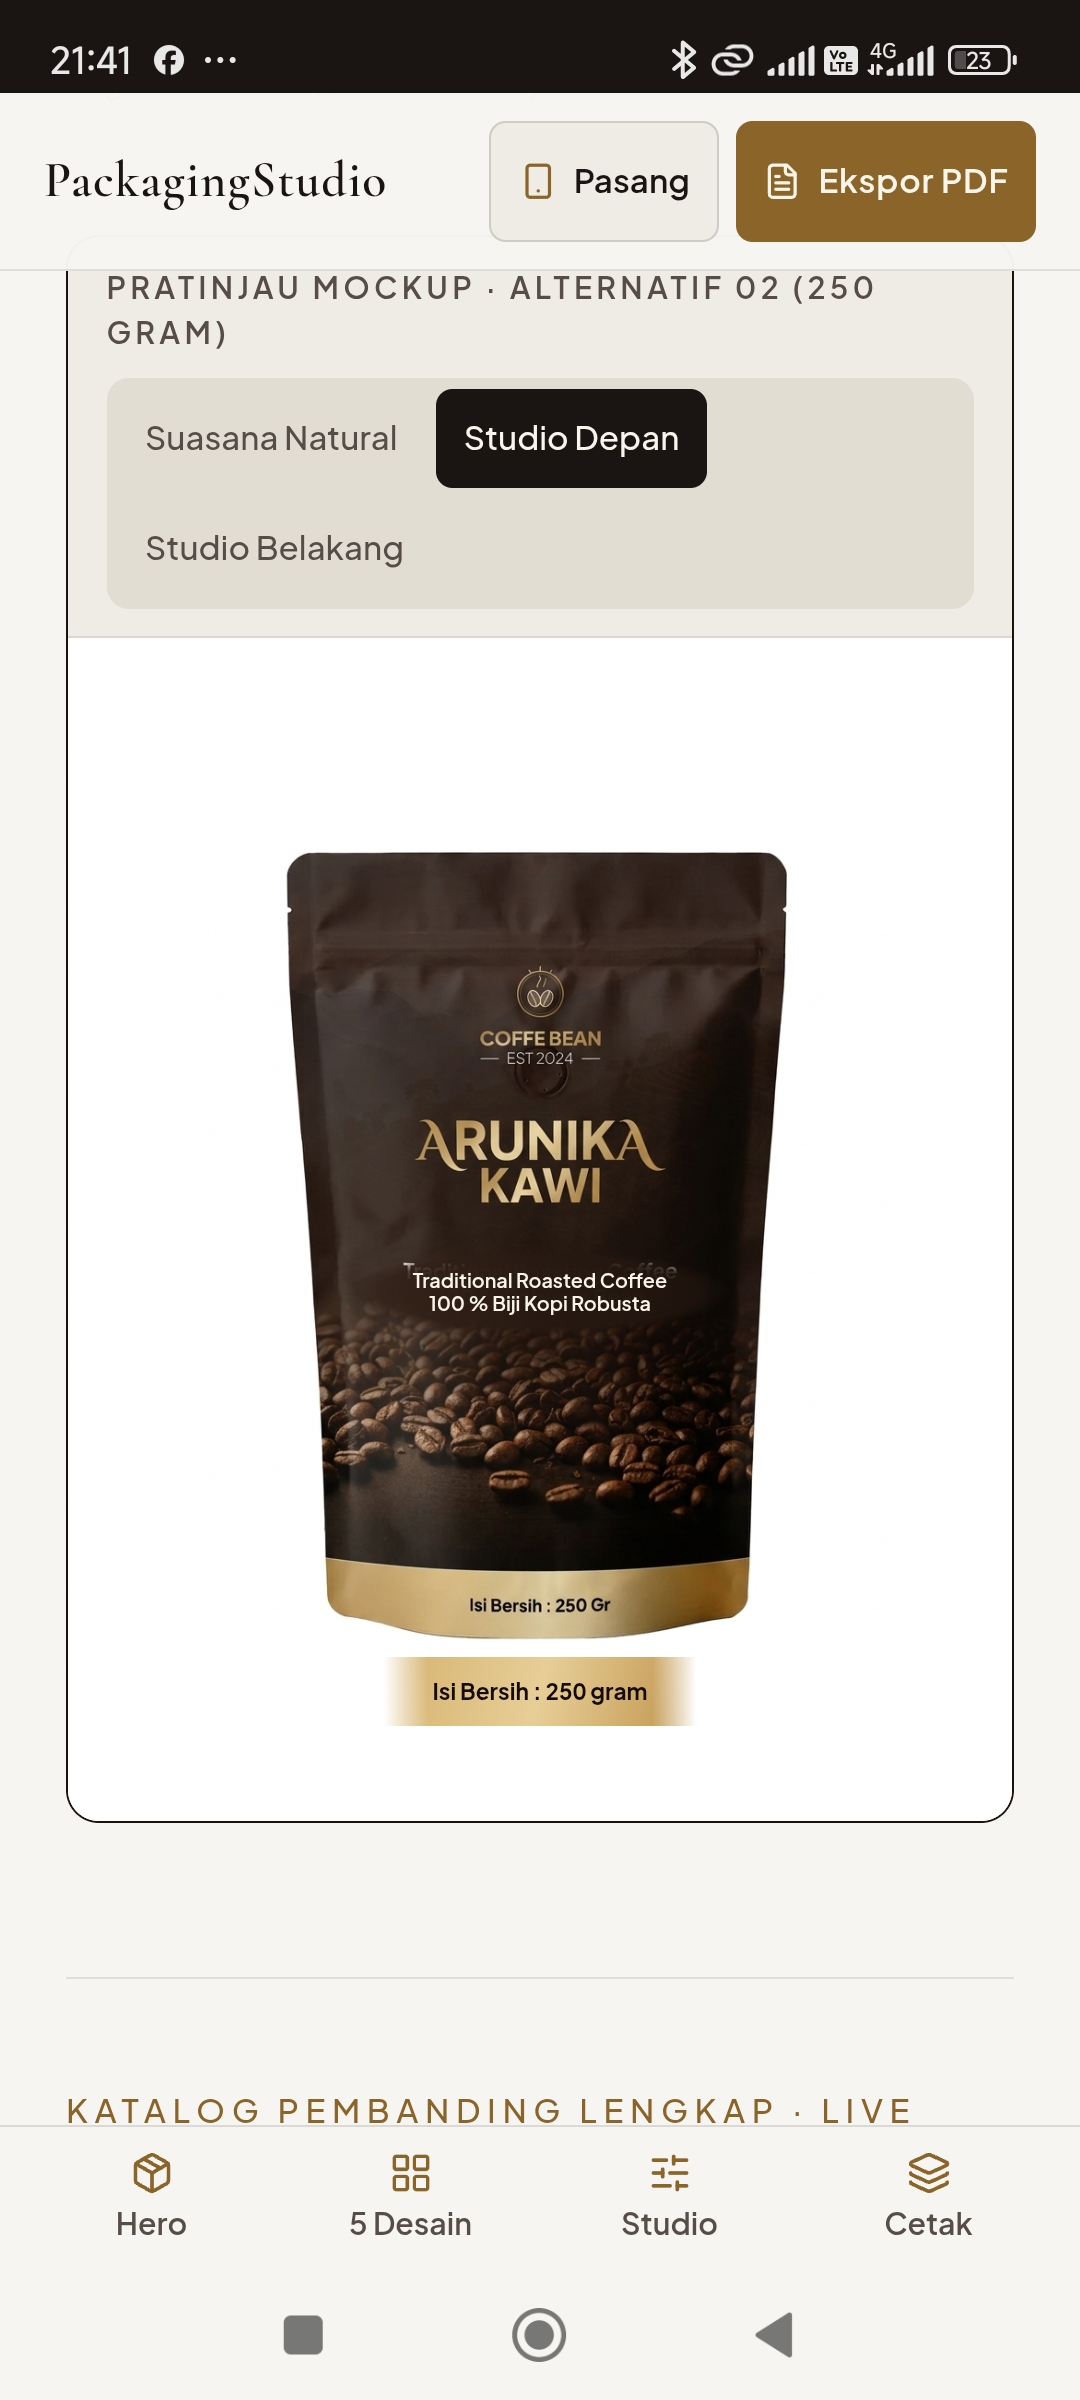 21:41
Vo
LTE
4G
23
PackagingStudio
Pasang
Ekspor PDF
PRATINJAU MOCKUP · ALTERNATIF 02 (250
GRAM)
Suasana Natural
Studio Depan
Studio Belakang
COFFE BEAN
EST 2024
ARUNIKA
KAWI
Traditional Roasted Coffee
100 % Biji Kopi Robusta
Isi Bersih : 250 Gr
Isi Bersih : 250 gram
KATALOG PEMBANDING LENGKAP · LIVE
Hero
5 Desain
Studio
Cetak